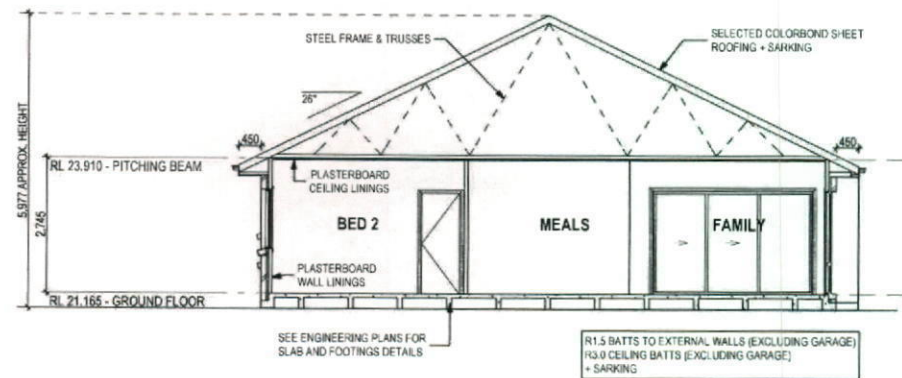 STEEL FRAME & TRUSSES
SELECTED COLORBOND SHEET
ROOFING + SARKING
26°
450
450
5,977 APPROX. HEIGHT
RL 23.910 - PITCHING BEAM
PLASTERBOARD
CEILING LININGS
2,745
BED 2
MEALS
FAMILY
PLASTERBOARD
WALL LININGS
RL 21.165 - GROUND FLOOR
SEE ENGINEERING PLANS FOR
SLAB AND FOOTINGS DETAILS
R1.5 BATTS TO EXTERNAL WALLS (EXCLUDING GARAGE)
R3.0 CEILING BATTS (EXCLUDING GARAGE)
+ SARKING